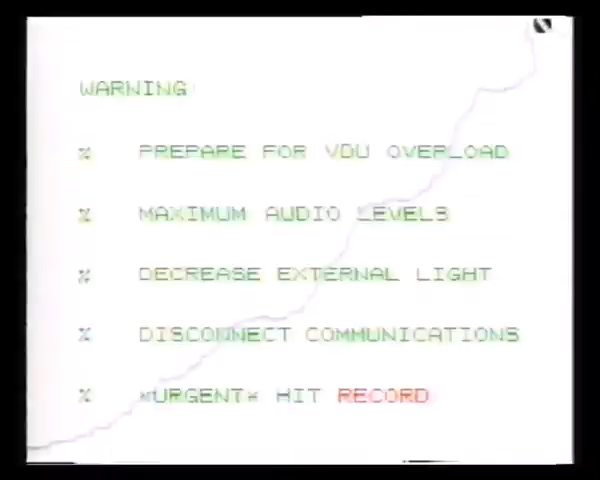 WARNING
% PREPARE FOR VDU OVERLOAD
% MAXIMUM AUDIO LEVELS
% DECREASE EXTERNAL LIGHT
% DISCONNECT COMMUNICATIONS
% *URGENT* HIT RECORD